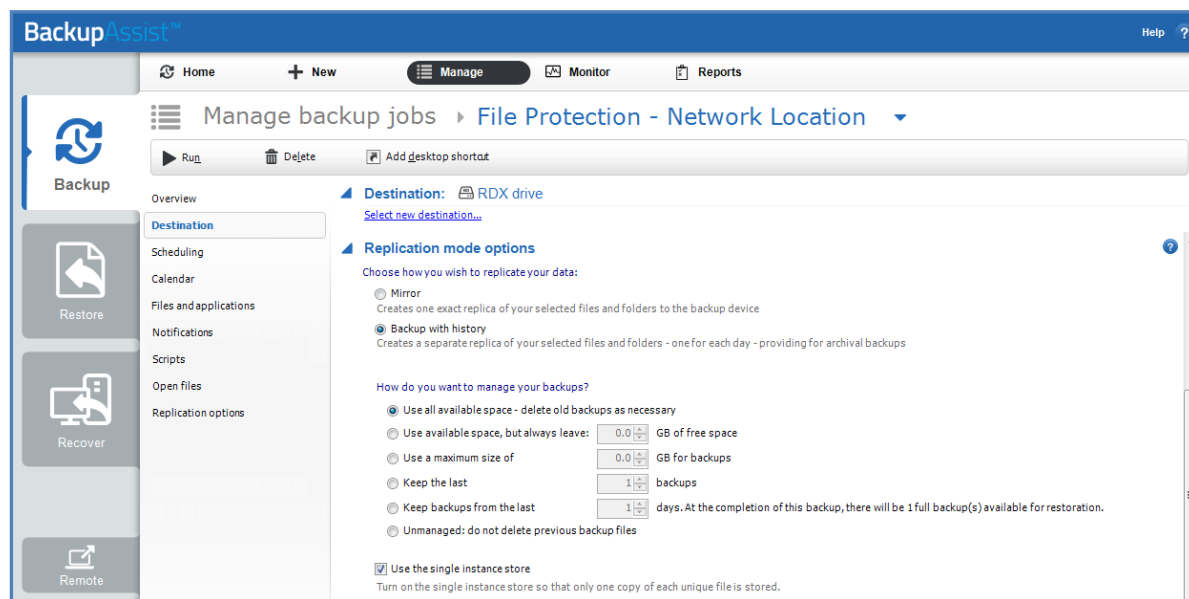 BackupAssist™
Help ?
Home New Manage Monitor Reports
Manage backup jobs File Protection - Network Location
Run Delete Add desktop shortcut
Backup
Restore
Recover
Remote
Overview
Destination
Scheduling
Calendar
Files and applications
Notifications
Scripts
Open files
Replication options
Destination: RDX drive
Select new destination...
Replication mode options ?
Choose how you wish to replicate your data:
Mirror
Creates one exact replica of your selected files and folders to the backup device
Backup with history
Creates a separate replica of your selected files and folders - one for each day - providing for archival backups
How do you want to manage your backups?
Use all available space - delete old backups as necessary
Use available space, but always leave: 0.0 GB of free space
Use a maximum size of 0.0 GB for backups
Keep the last 1 backups
Keep backups from the last 1 days. At the completion of this backup, there will be 1 full backup(s) available for restoration.
Unmanaged: do not delete previous backup files
Use the single instance store
Turn on the single instance store so that only one copy of each unique file is stored.